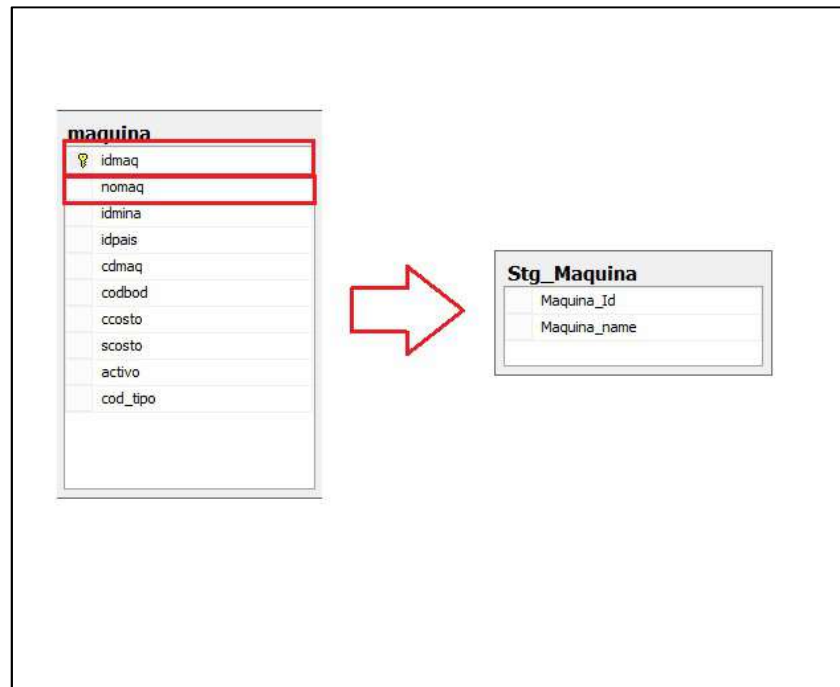 maquina
idmaq
nomaq
idmina
idpais
cdmaq
codbod
ccosto
scosto
activo
cod_tipo
Stg_Maquina
Maquina_Id
Maquina_name